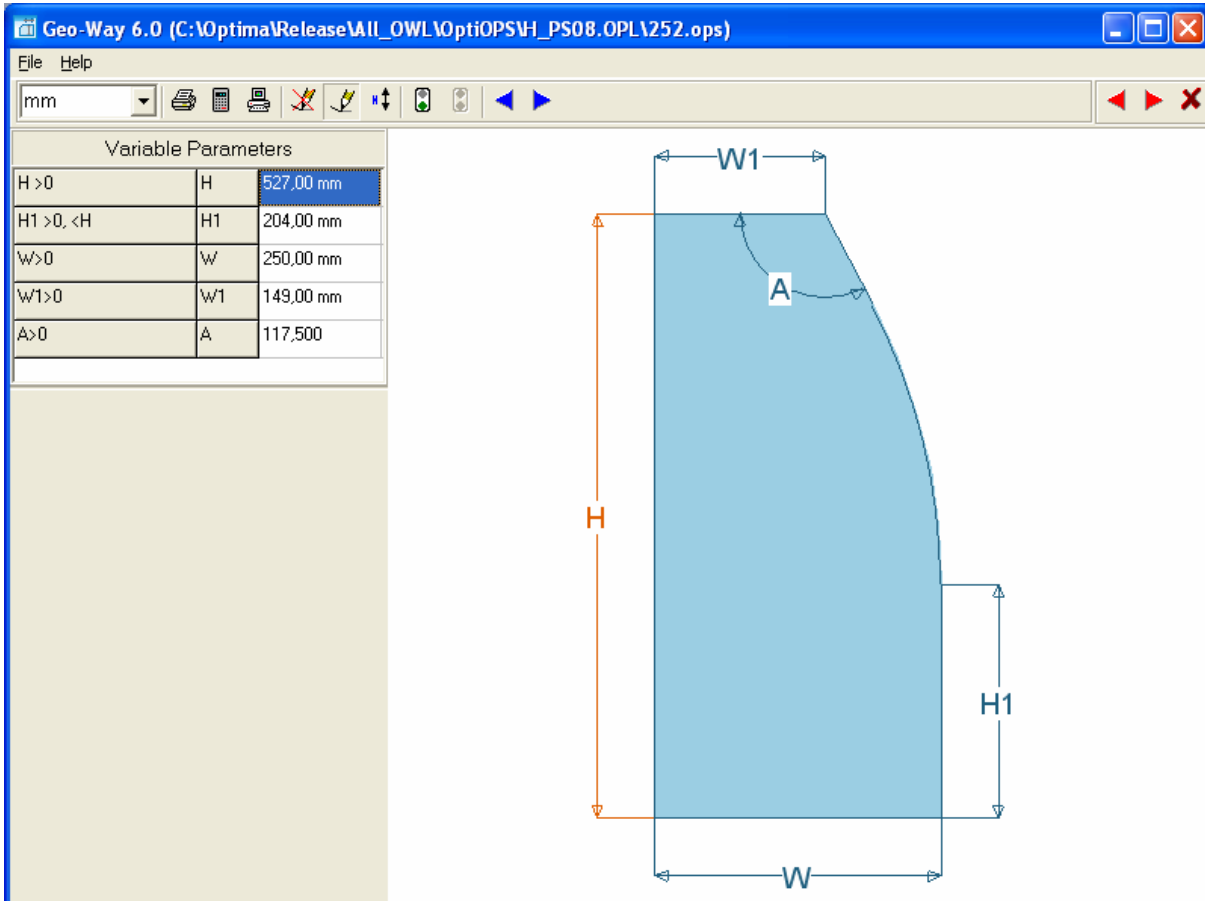 Geo-Way 6.0 (C:\Optima\Release\All_OWL\OptiOPS\H_PS08.OPL\252.ops)
File Help
mm
Variable Parameters
H >0 H 527,00 mm
H1 >0, <H H1 204,00 mm
W>0 W 250,00 mm
W1>0 W1 149,00 mm
A>0 A 117,500
W1
A
H
H1
W